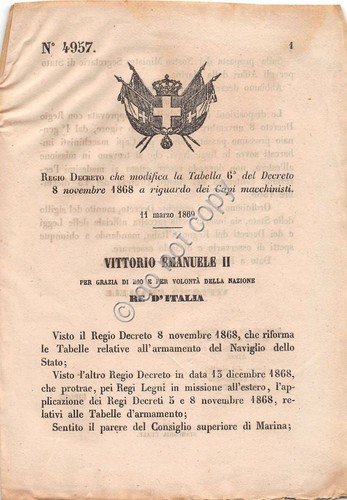 N° 4957.
1
REGIO DECRETO che modifica la Tabella 6ª del Decreto
8 novembre 1868 a riguardo dei Capi macchinisti.
11 marzo 1869
VITTORIO EMANUELE II
PER GRAZIA DI DIO E PER VOLONTÀ DELLA NAZIONE
RE D'ITALIA
Visto il Regio Decreto 8 novembre 1868, che riforma
le Tabelle relative all'armamento del Naviglio dello
Stato;
Visto l'altro Regio Decreto in data 13 dicembre 1868,
che protrae, pei Regi Legni in missione all'estero, l'ap-
plicazione dei Regi Decreti 5 e 8 novembre 1868, re-
lativi alle Tabelle d'armamento;
Sentito il parere del Consiglio superiore di Marina;
do not copy